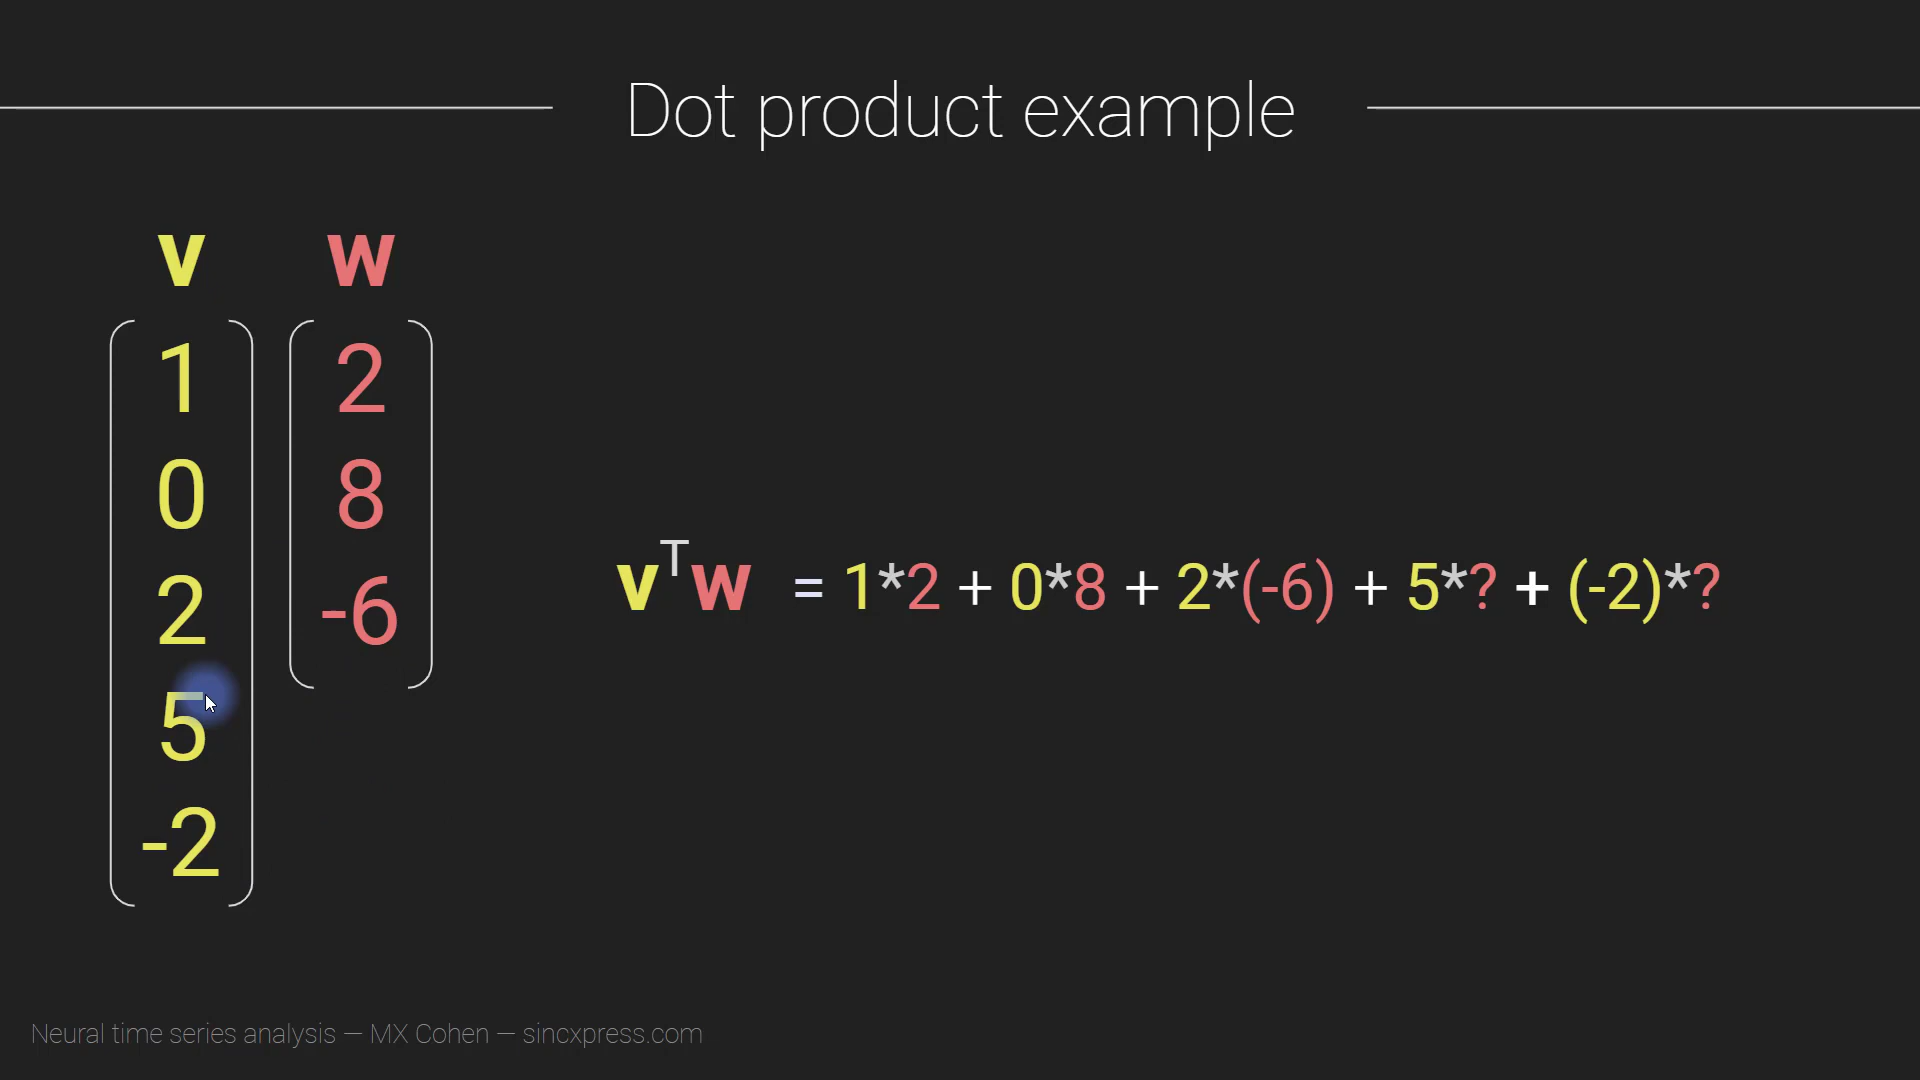 Dot product example
v w
1 2
0 8
2 -6
5
-2
vᵀw = 1*2 + 0*8 + 2*(-6) + 5*? + (-2)*?
Neural time series analysis — MX Cohen — sincxpress.com